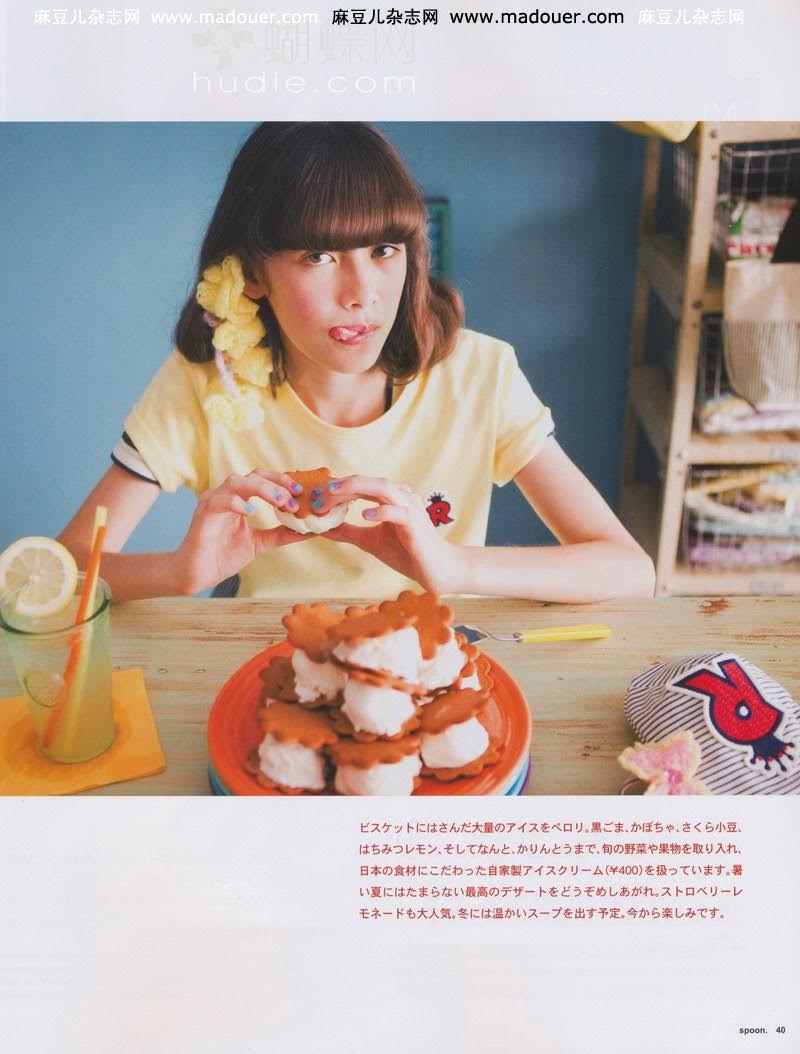 麻豆儿杂志网 www.madouer.com 麻豆儿杂志网 www.madouer.com 麻豆儿杂志网
蝴蝶网
hudie.com
R
R
ビスケットにはさんだ大量のアイスをペロリ。黒ごま、かぼちゃ、さくら小豆、
はちみつレモン、そしてなんと、かりんとうまで、旬の野菜や果物を取り入れ、
日本の食材にこだわった自家製アイスクリーム(¥400)を扱っています。暑
い夏にはたまらない最高のデザートをどうぞめしあがれ。ストロベリーレ
モネードも大人気。冬には温かいスープを出す予定。今から楽しみです。
spoon. 40